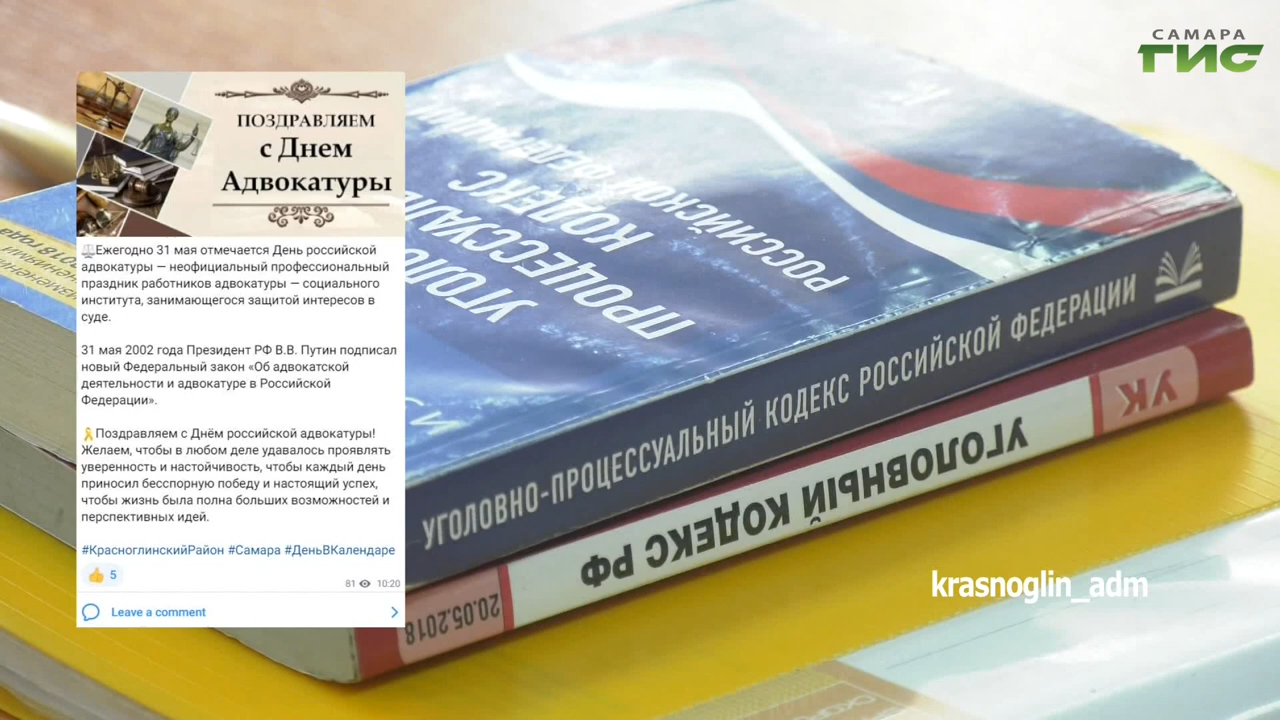 САМАРА
ГИС
ПОЗДРАВЛЯЕМ
с Днем
Адвокатуры
Ежегодно 31 мая отмечается День российской
адвокатуры — неофициальный профессиональный
праздник работников адвокатуры — социального
института, занимающегося защитой интересов в
суде.
31 мая 2002 года Президент РФ В.В. Путин подписал
новый Федеральный закон «Об адвокатской
деятельности и адвокатуре в Российской
Федерации».
Поздравляем с Днём российской адвокатуры!
Желаем, чтобы в любом деле удавалось проявлять
уверенность и настойчивость, чтобы каждый день
приносил бесспорную победу и настоящий успех,
чтобы жизнь была полна больших возможностей и
перспективных идей.
#КрасноглинскийРайон #Самара #ДеньВКалендаре
5
81 10:20
Leave a comment
КОДЕКС
РОССИЙСКОЙ ФЕДЕРАЦИИ
УГОЛОВНО-ПРОЦЕССУАЛЬНЫЙ КОДЕКС РОССИЙСКОЙ ФЕДЕРАЦИИ
УК
УГОЛОВНЫЙ КОДЕКС РФ
20.05.2018
krasnoglin_adm